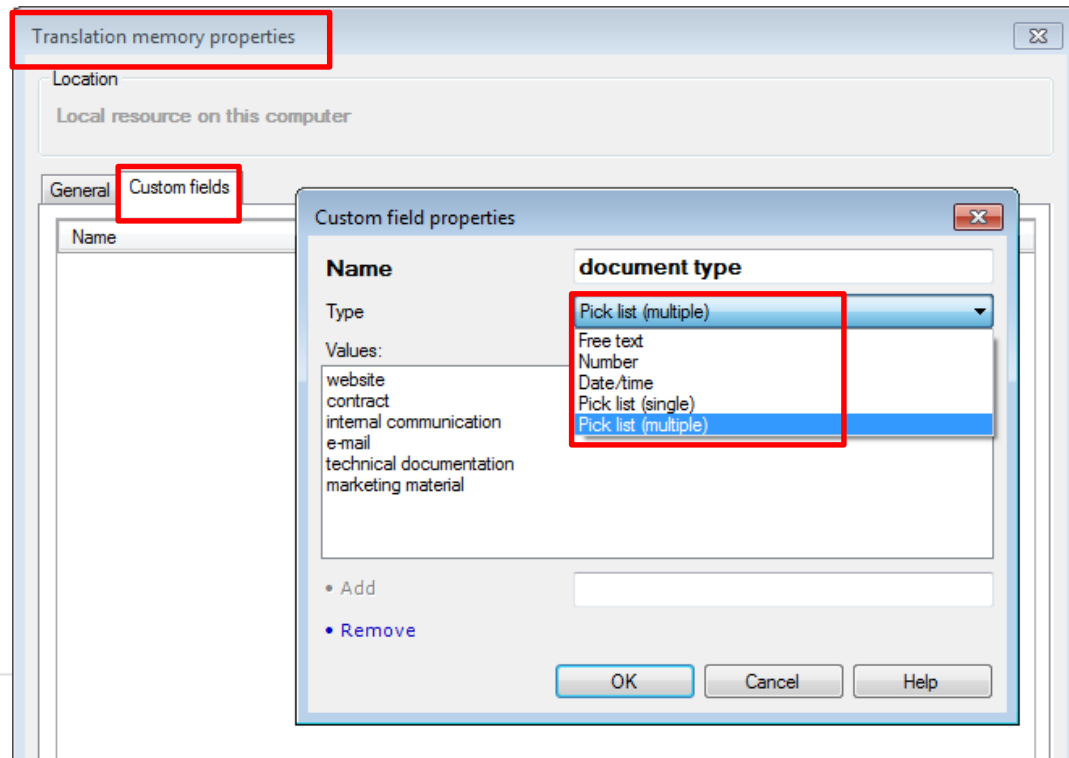 Translation memory properties
Location
Local resource on this computer
General
Custom fields
Name
Custom field properties
Name
document type
Type
Pick list (multiple)
Free text
Number
Date/time
Pick list (single)
Pick list (multiple)
Values:
website
contract
internal communication
e-mail
technical documentation
marketing material
• Add
• Remove
OK
Cancel
Help